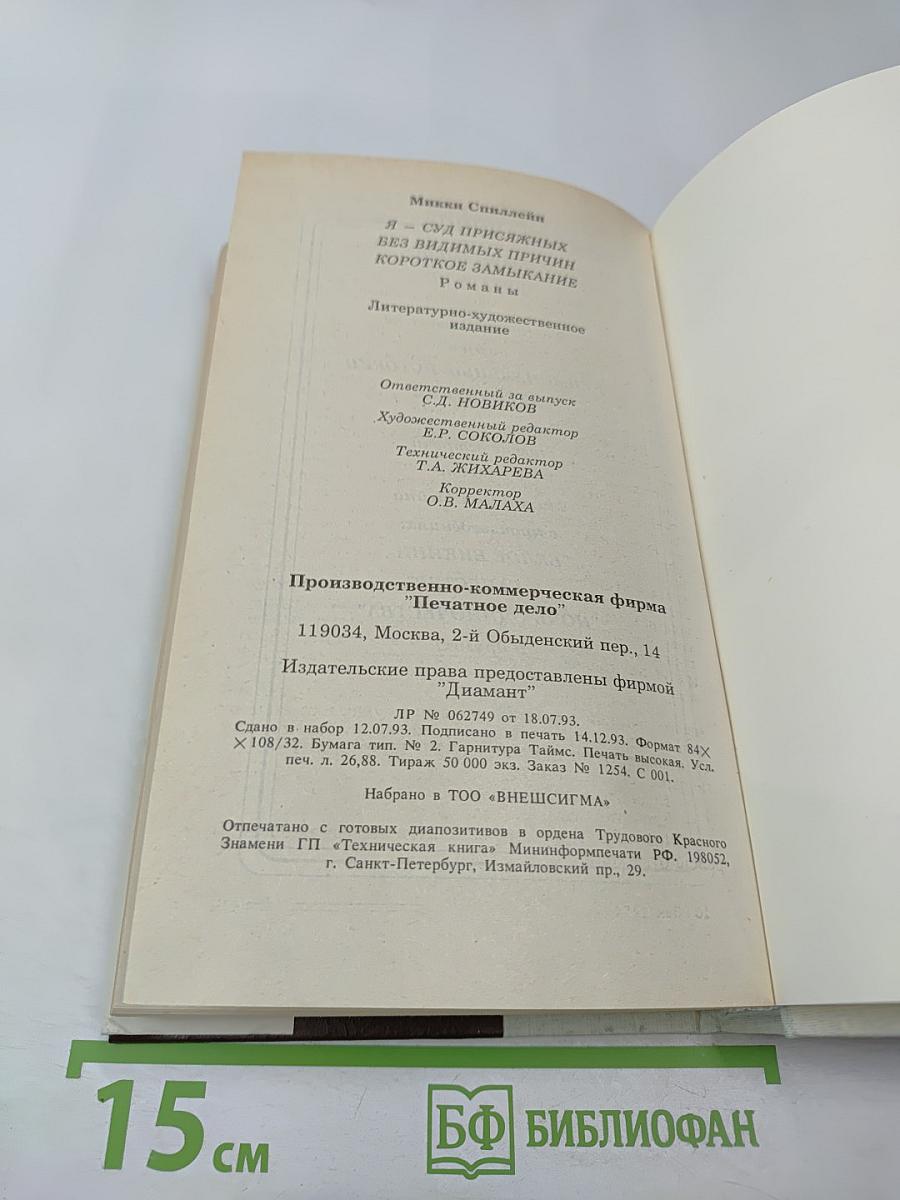 Микки Спиллейн
Я – СУД ПРИСЯЖНЫХ
БЕЗ ВИДИМЫХ ПРИЧИН
КОРОТКОЕ ЗАМЫКАНИЕ
Романы
Литературно-художественное
издание
Ответственный за выпуск
С.Д. НОВИКОВ
Художественный редактор
Е.Р. СОКОЛОВ
Технический редактор
Т.А. ЖИХАРЕВА
Корректор
О.В. МАЛАХА
Производственно-коммерческая фирма
"Печатное дело"
119034, Москва, 2-й Обыденский пер., 14
Издательские права предоставлены фирмой
"Диамант"
ЛР № 062749 от 18.07.93.
Сдано в набор 12.07.93. Подписано в печать 14.12.93. Формат 84×
×108/32. Бумага тип. № 2. Гарнитура Таймс. Печать высокая. Усл.
печ. л. 26,88. Тираж 50 000 экз. Заказ № 1254. С 001.
Набрано в ТОО «ВНЕШСИГМА»
Отпечатано с готовых диапозитивов в ордена Трудового Красного
Знамени ГП «Техническая книга» Мининформпечати РФ. 198052,
г. Санкт-Петербург, Измайловский пр., 29.
15 см
БФ БИБЛИОФАН